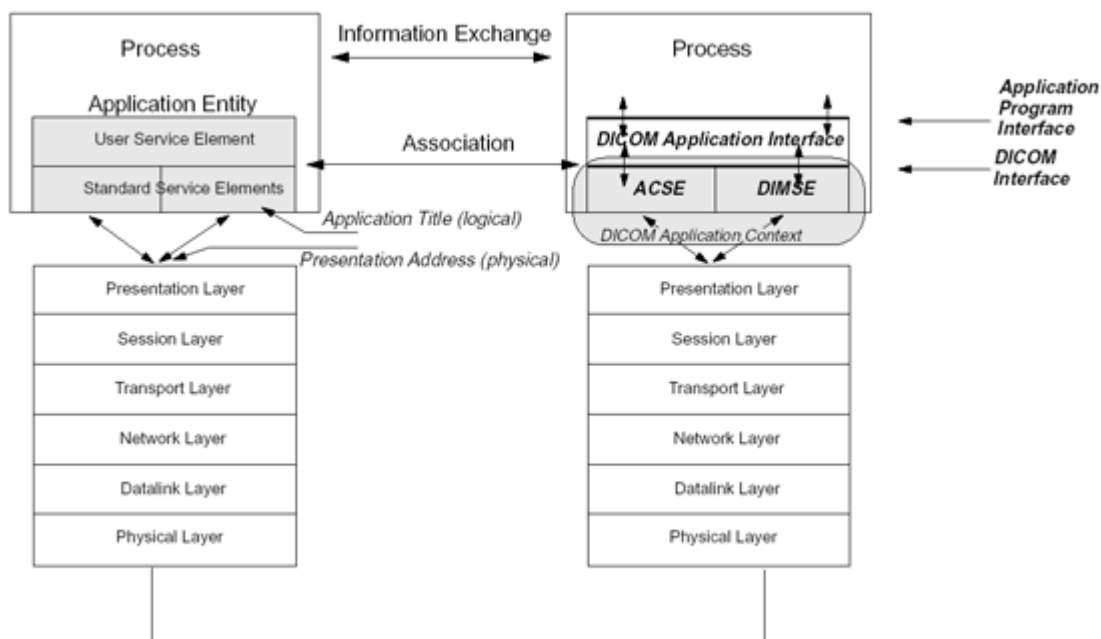 Process
Application Entity
User Service Element
Standard Service Elements
Information Exchange
Association
Application Title (logical)
Presentation Address (physical)
Process
DICOM Application Interface
ACSE
DIMSE
DICOM Application Context
Application
Program
Interface
DICOM
Interface
Presentation Layer
Session Layer
Transport Layer
Network Layer
Datalink Layer
Physical Layer
Presentation Layer
Session Layer
Transport Layer
Network Layer
Datalink Layer
Physical Layer